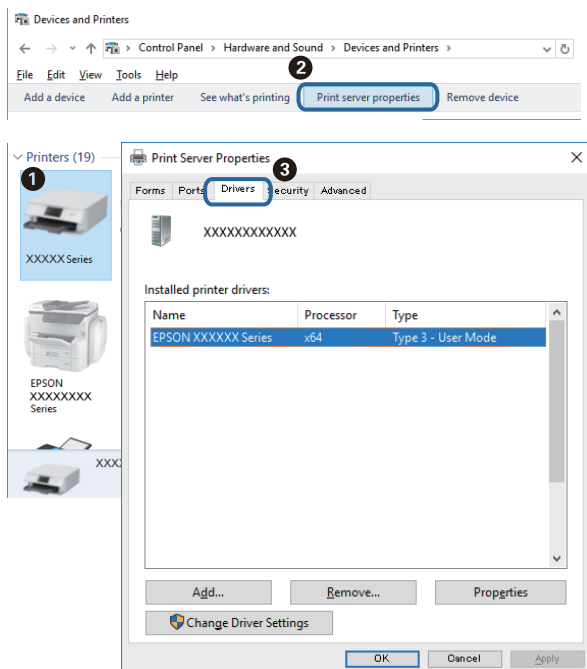 Devices and Printers
Control Panel > Hardware and Sound > Devices and Printers >
File Edit View Tools Help
2
Add a device Add a printer See what's printing Print server properties Remove device
Printers (19)
1
XXXXX Series
EPSON
XXXXXXXX
Series
XXX
Print Server Properties
3
Forms Ports Drivers Security Advanced
XXXXXXXXXXXX
Installed printer drivers:
Name Processor Type
EPSON XXXXXX Series x64 Type 3 - User Mode
Add... Remove... Properties
Change Driver Settings
OK Cancel Apply